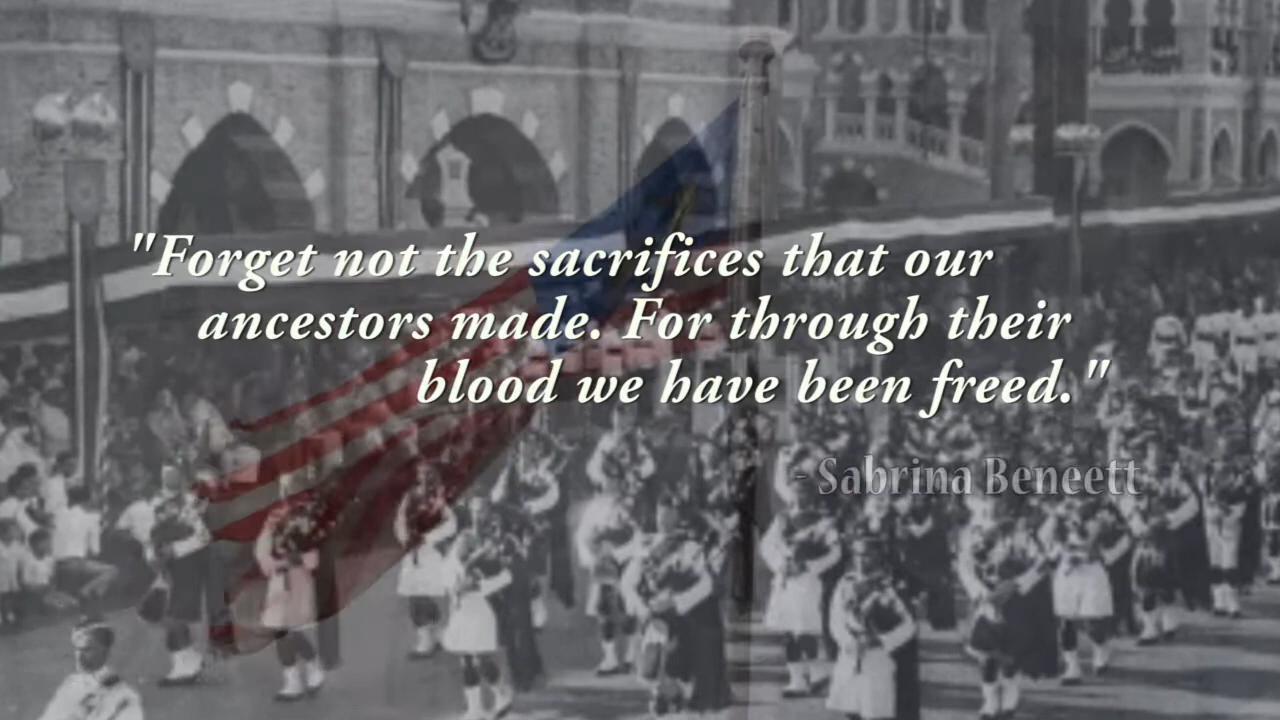 "Forget not the sacrifices that our
ancestors made. For through their
blood we have been freed."
- Sabrina Beneett